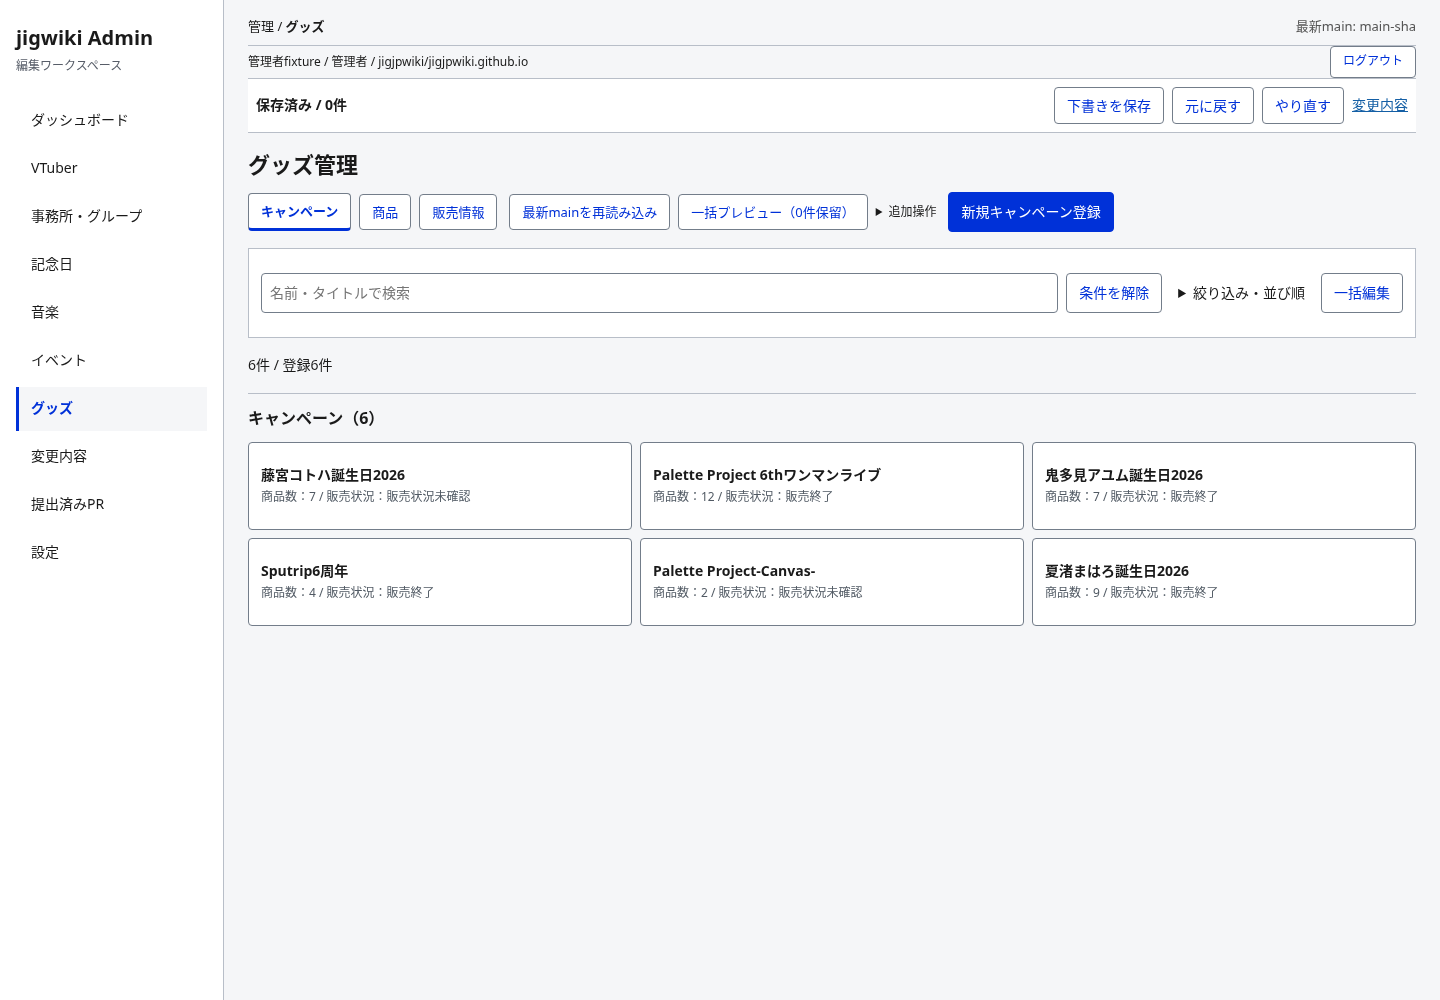 jigwiki Admin
編集ワークスペース
ダッシュボード
VTuber
事務所・グループ
記念日
音楽
イベント
グッズ
変更内容
提出済みPR
設定
管理 / グッズ
最新main: main-sha
管理者fixture / 管理者 / jigjpwiki/jigjpwiki.github.io
ログアウト
保存済み / 0件
下書きを保存
元に戻す
やり直す
変更内容
グッズ管理
キャンペーン
商品
販売情報
最新mainを再読み込み
一括プレビュー（0件保留）
▶ 追加操作
新規キャンペーン登録
名前・タイトルで検索
条件を解除
▶ 絞り込み・並び順
一括編集
6件 / 登録6件
キャンペーン（6）
藤宮コトハ誕生日2026
商品数：7 / 販売状況：販売状況未確認
Palette Project 6thワンマンライブ
商品数：12 / 販売状況：販売終了
鬼多見アユム誕生日2026
商品数：7 / 販売状況：販売終了
Sputrip6周年
商品数：4 / 販売状況：販売終了
Palette Project-Canvas-
商品数：2 / 販売状況：販売状況未確認
夏渚まはろ誕生日2026
商品数：9 / 販売状況：販売終了